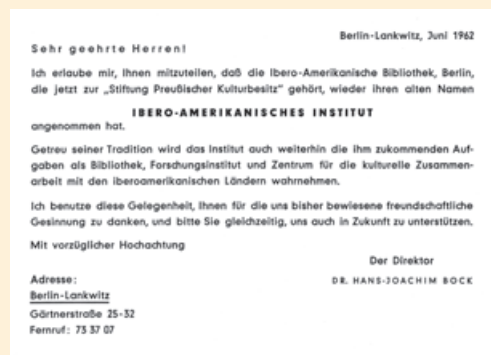 Berlin-Lankwitz, Juni 1962
Sehr geehrte Herren!
Ich erlaube mir, Ihnen mitzuteilen, daß die Ibero-Amerikanische Bibliothek, Berlin,
die jetzt zur „Stiftung Preußischer Kulturbesitz“ gehört, wieder ihren alten Namen
IBERO-AMERIKANISCHES INSTITUT
angenommen hat.
Getreu seiner Tradition wird das Institut auch weiterhin die ihm zukommenden Auf-
gaben als Bibliothek, Forschungsinstitut und Zentrum für die kulturelle Zusammen-
arbeit mit den iberoamerikanischen Ländern wahrnehmen.
Ich benutze diese Gelegenheit, Ihnen für die uns bisher bewiesene freundschaftliche
Gesinnung zu danken, und bitte Sie gleichzeitig, uns auch in Zukunft zu unterstützen.
Mit vorzüglicher Hochachtung
Der Direktor
DR. HANS-JOACHIM BOCK
Adresse:
Berlin-Lankwitz
Gärtnerstraße 25-32
Fernruf: 73 37 07